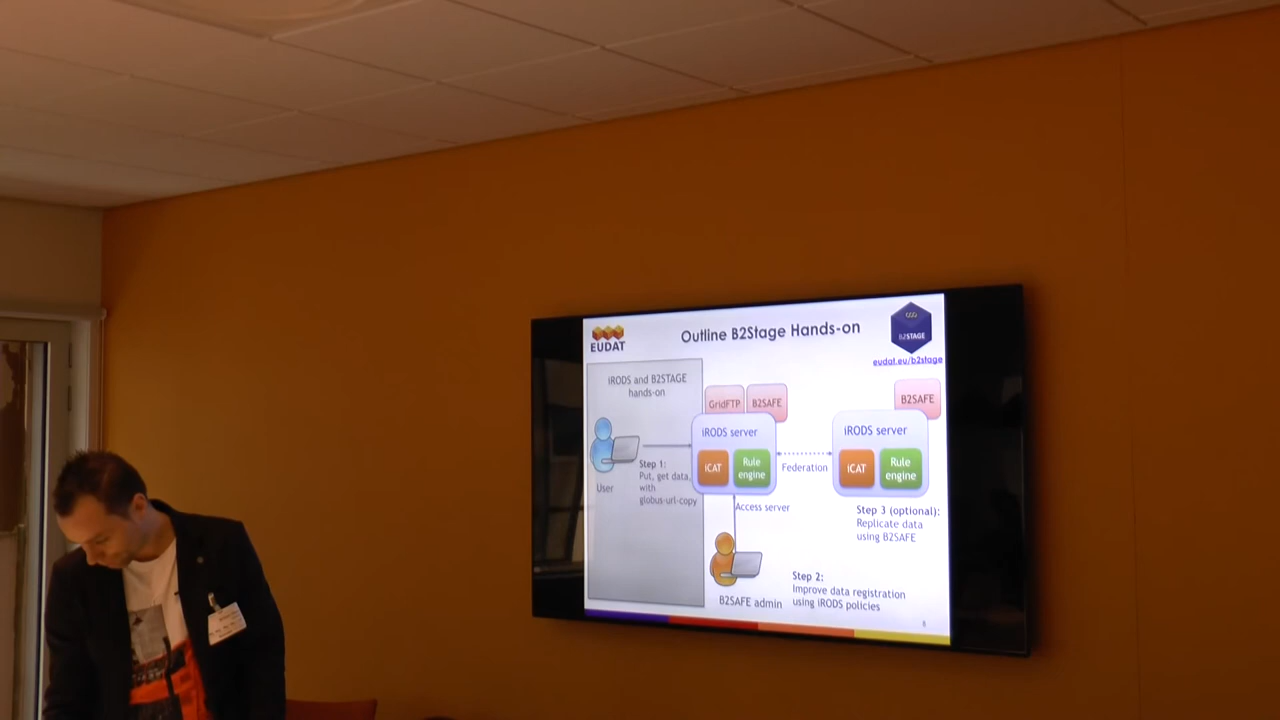 Outline B2Stage Hands-on
EUDAT
B2STAGE
eudat.eu/b2stage
iRODS and B2STAGE
hands-on
GridFTP
B2SAFE
B2SAFE
iRODS server
iCAT
Rule
engine
Federation
iRODS server
iCAT
Rule
engine
User
Step 1:
Put, get data,
with
globus-url-copy
Access server
Step 3 (optional):
Replicate data
using B2SAFE
B2SAFE admin
Step 2:
Improve data registration
using iRODS policies